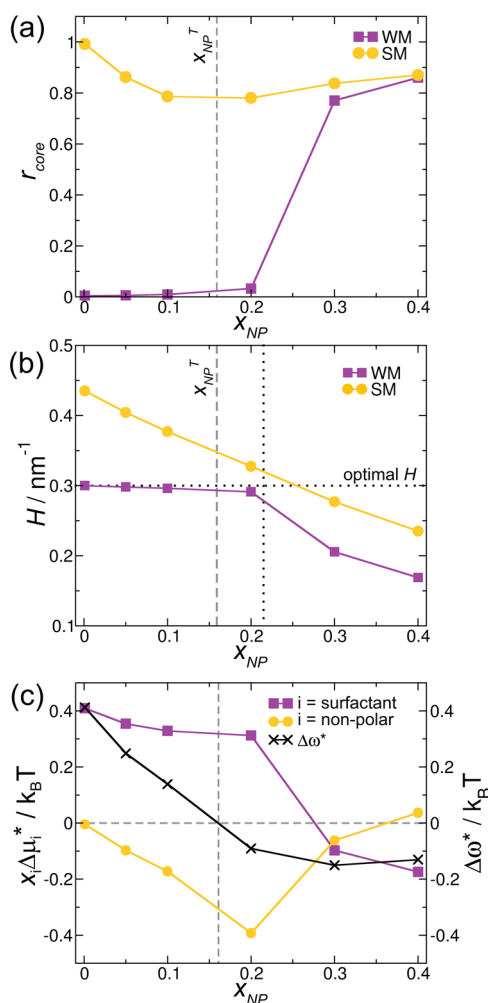 (a)
x_NP^T
WM
SM
1
0.8
0.6
0.4
0.2
0
r_core
0 0.1 0.2 0.3 0.4
x_NP
(b)
x_NP^T
WM
SM
optimal H
0.5
0.4
0.3
0.2
0.1
H / nm⁻¹
0 0.1 0.2 0.3 0.4
x_NP
(c)
i = surfactant
i = non-polar
Δω*
0.4 0.4
0.2 0.2
0 0
-0.2 -0.2
-0.4 -0.4
x_iΔμ_i* / k_BT
Δω* / k_BT
0 0.1 0.2 0.3 0.4
x_NP